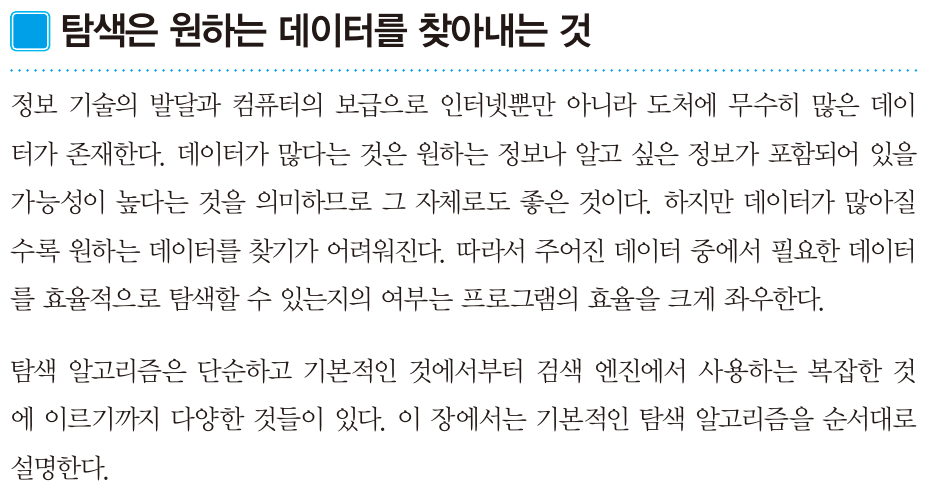 탐색은 원하는 데이터를 찾아내는 것
정보 기술의 발달과 컴퓨터의 보급으로 인터넷뿐만 아니라 도처에 무수히 많은 데이
터가 존재한다. 데이터가 많다는 것은 원하는 정보나 알고 싶은 정보가 포함되어 있을
가능성이 높다는 것을 의미하므로 그 자체로도 좋은 것이다. 하지만 데이터가 많아질
수록 원하는 데이터를 찾기가 어려워진다. 따라서 주어진 데이터 중에서 필요한 데이터
를 효율적으로 탐색할 수 있는지의 여부는 프로그램의 효율을 크게 좌우한다.
탐색 알고리즘은 단순하고 기본적인 것에서부터 검색 엔진에서 사용하는 복잡한 것
에 이르기까지 다양한 것들이 있다. 이 장에서는 기본적인 탐색 알고리즘을 순서대로
설명한다.